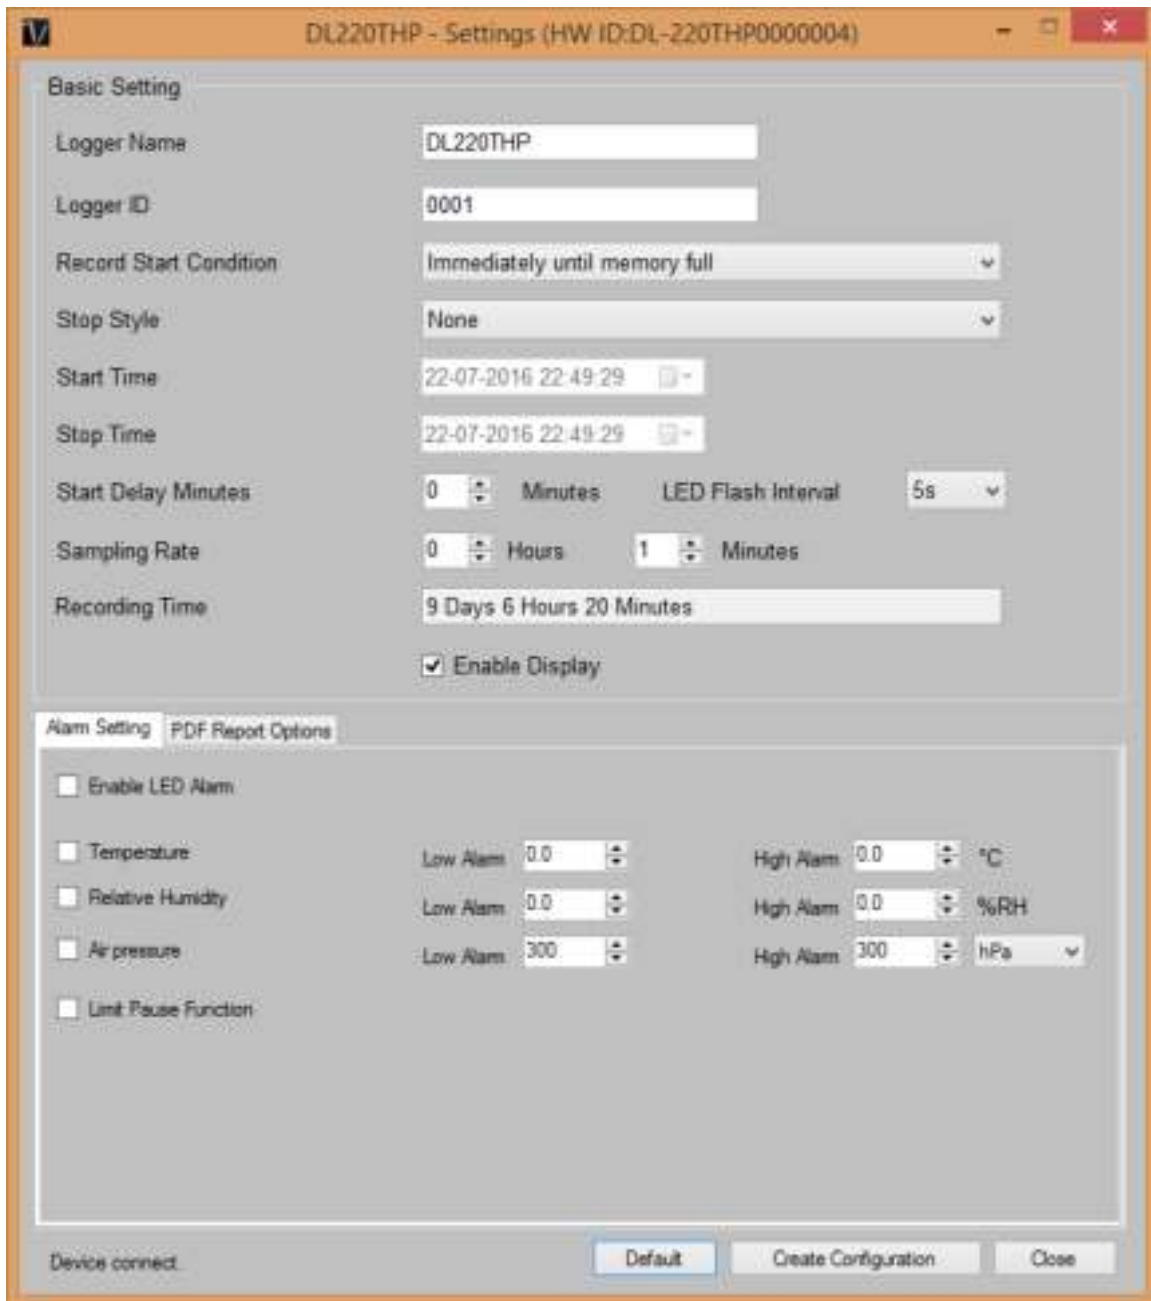 DL220THP - Settings (HW ID:DL-220THP0000004)
Basic Setting
Logger Name DL220THP
Logger ID 0001
Record Start Condition Immediately until memory full
Stop Style None
Start Time 22-07-2016 22:49:29
Stop Time 22-07-2016 22:49:29
Start Delay Minutes 0 Minutes LED Flash Interval 5s
Sampling Rate 0 Hours 1 Minutes
Recording Time 9 Days 6 Hours 20 Minutes
Enable Display
Alarm Setting PDF Report Options
Enable LED Alarm
Temperature Low Alarm 0.0 High Alarm 0.0 °C
Relative Humidity Low Alarm 0.0 High Alarm 0.0 %RH
Air pressure Low Alarm 300 High Alarm 300 hPa
Limit Pause Function
Device connect. Default Create Configuration Close